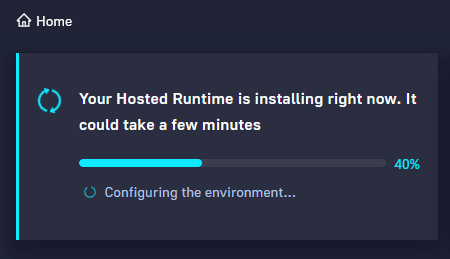 Home
Your Hosted Runtime is installing right now. It
could take a few minutes
40%
Configuring the environment...